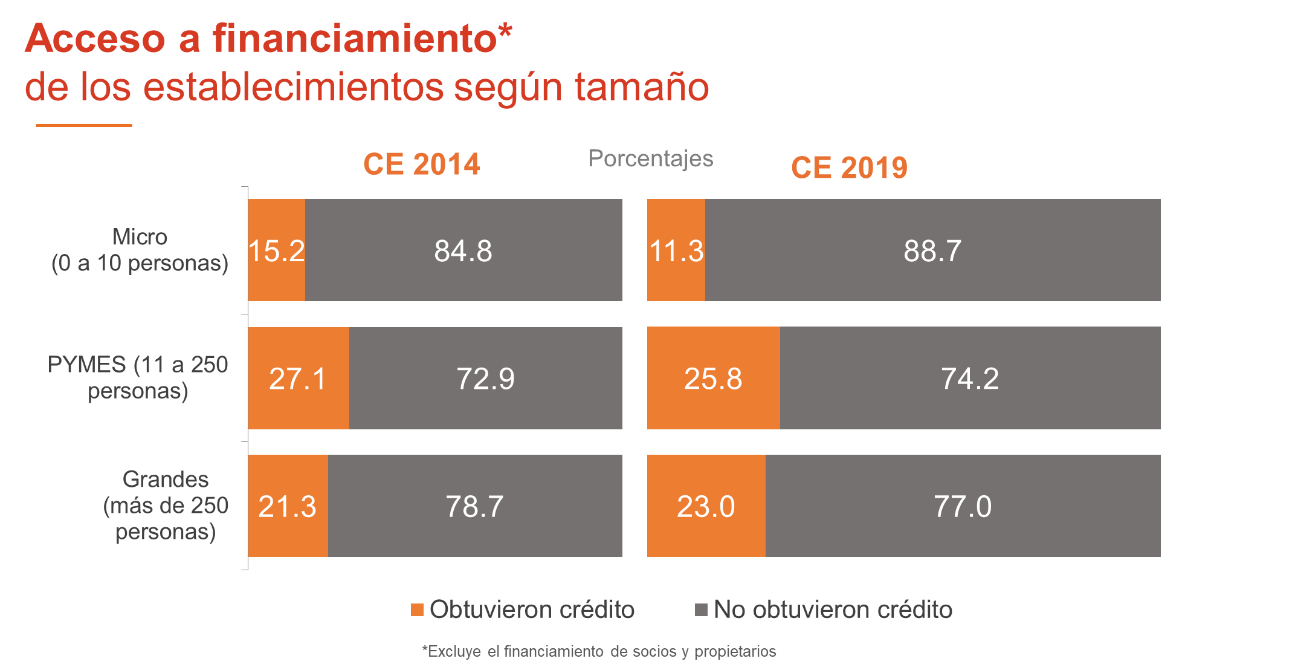 Acceso a financiamiento*
de los establecimientos según tamaño
CE 2014
Porcentajes
CE 2019
Micro
(0 a 10 personas)
15.2
84.8
11.3
88.7
PYMES (11 a 250
personas)
27.1
72.9
25.8
74.2
Grandes
(más de 250
personas)
21.3
78.7
23.0
77.0
Obtuvieron crédito
No obtuvieron crédito
*Excluye el financiamiento de socios y propietarios